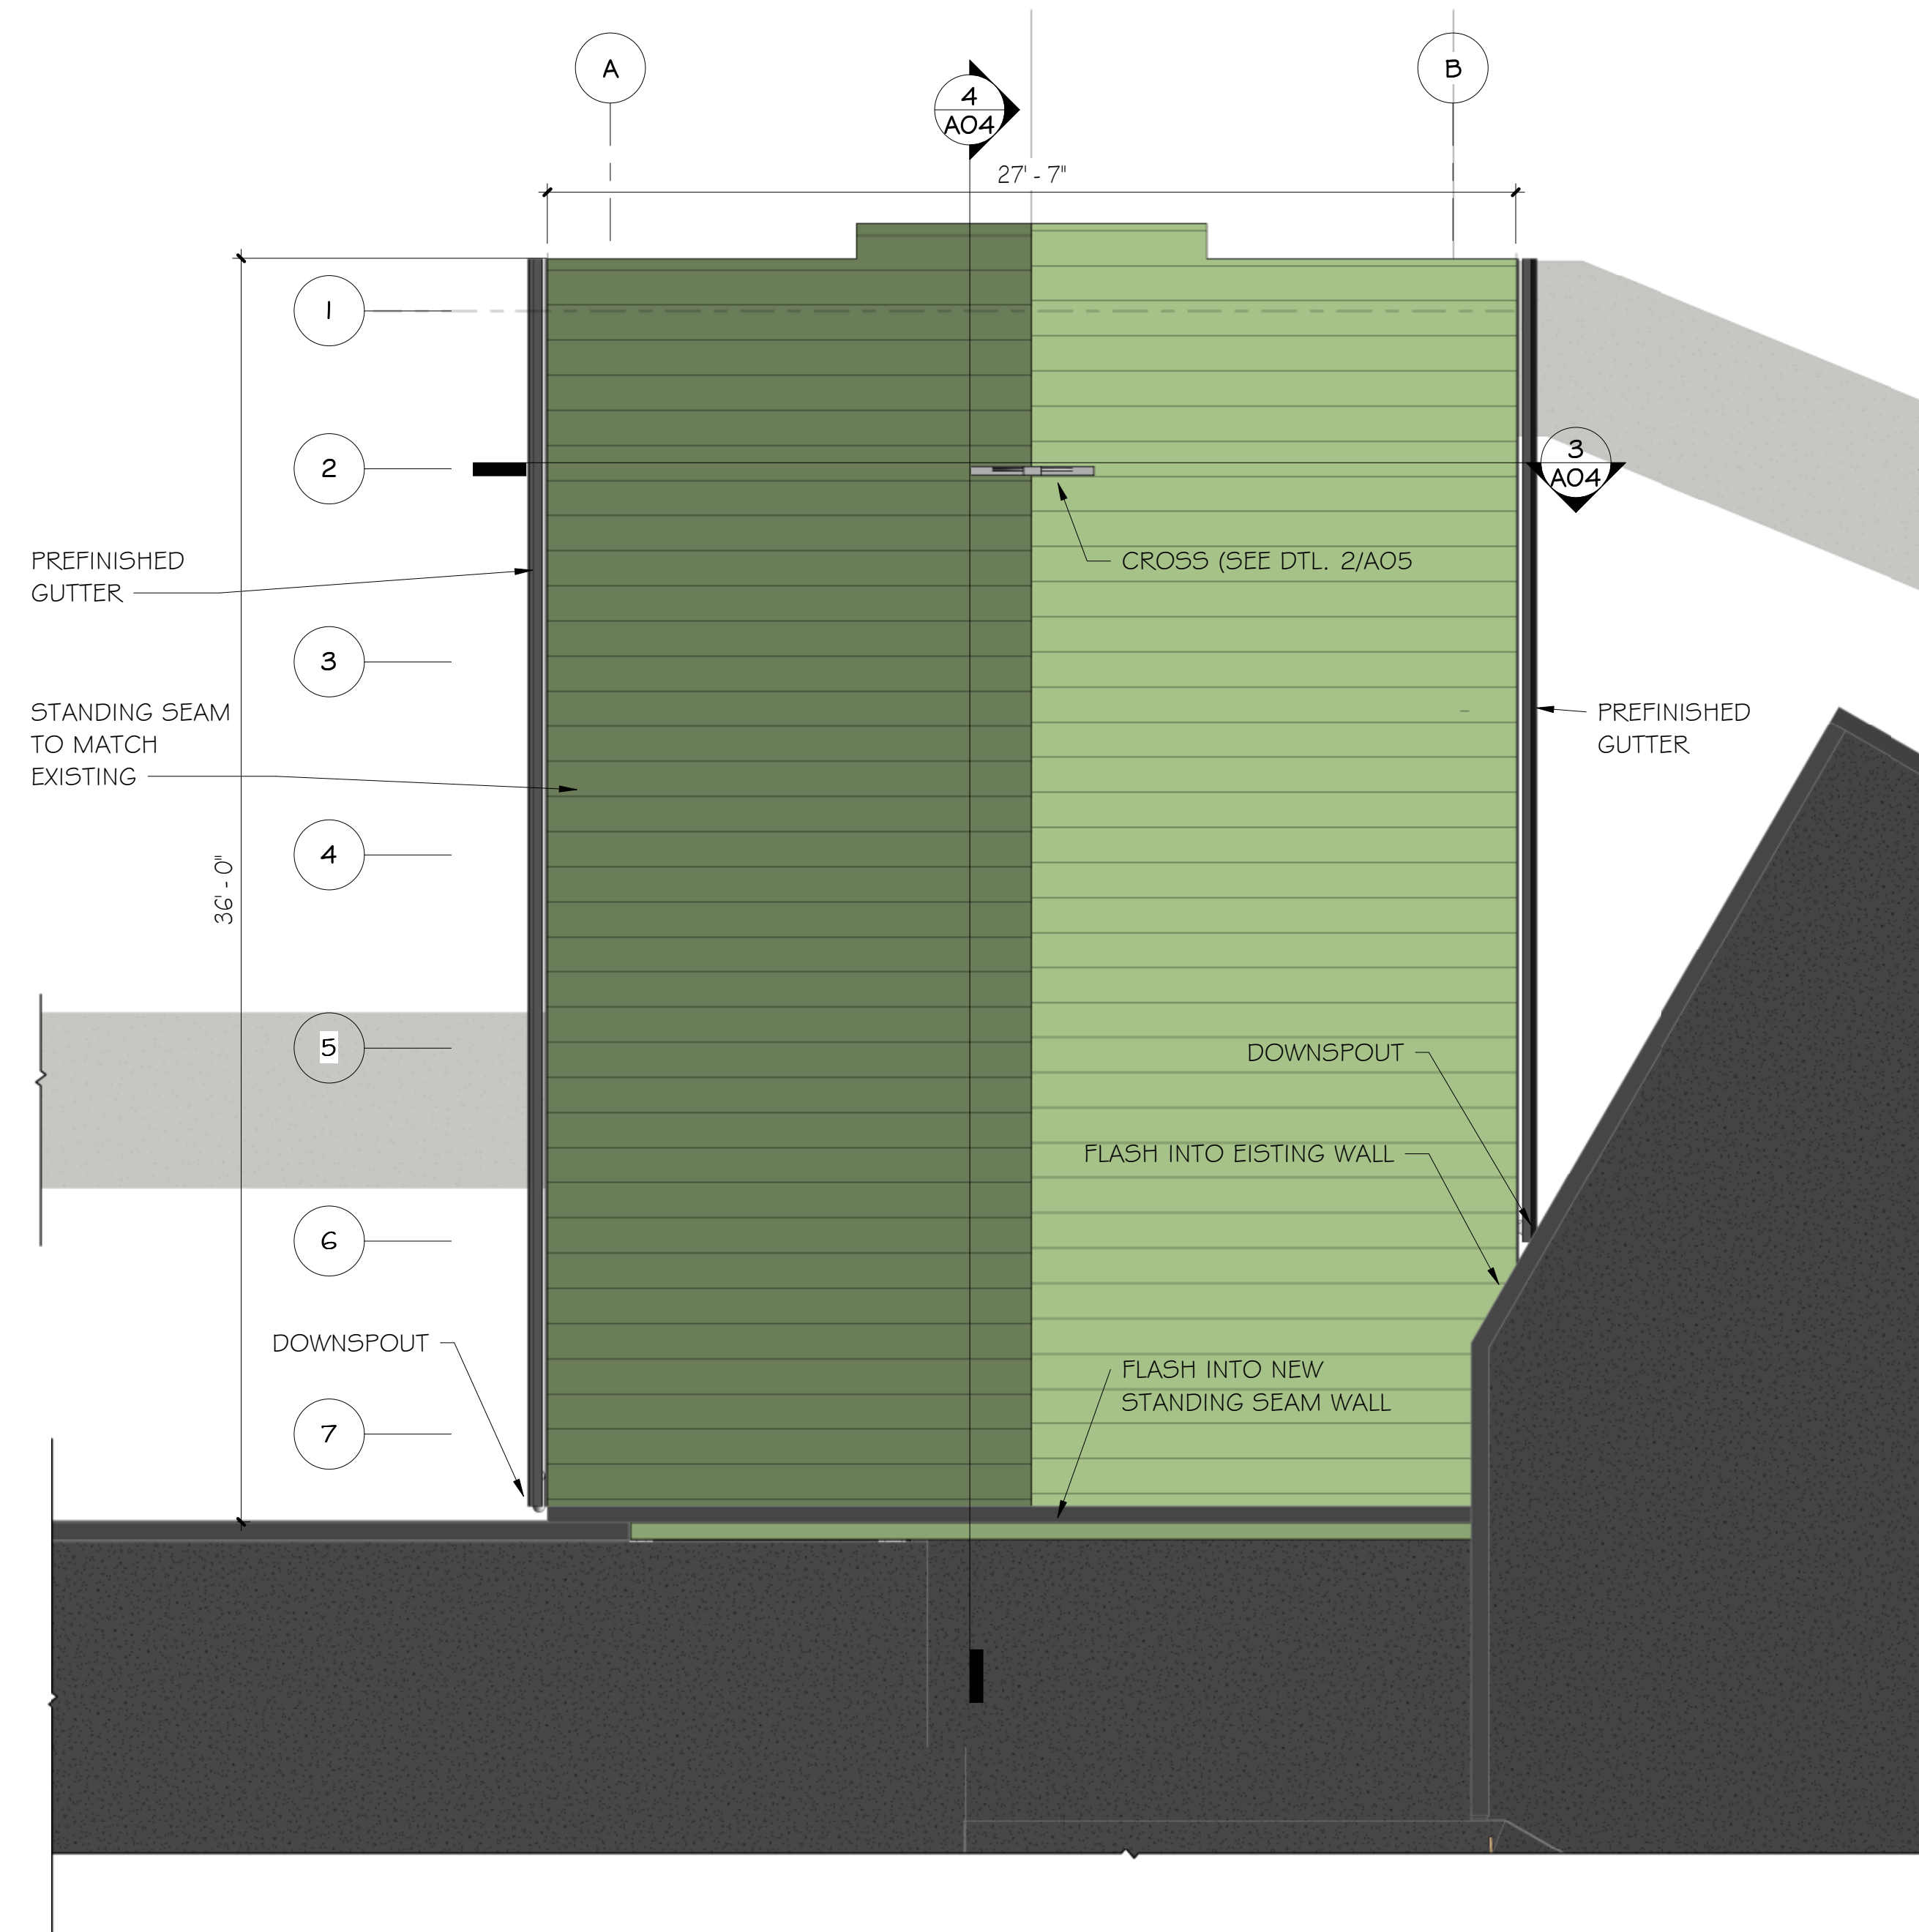 A
B
4
A04
27' - 7"
1
2
3
A04
PREFINISHED
GUTTER
CROSS (SEE DTL. 2/A05
3
STANDING SEAM
TO MATCH
EXISTING
PREFINISHED
GUTTER
4
36' - 0"
5
DOWNSPOUT
FLASH INTO EISTING WALL
6
DOWNSPOUT
FLASH INTO NEW
STANDING SEAM WALL
7